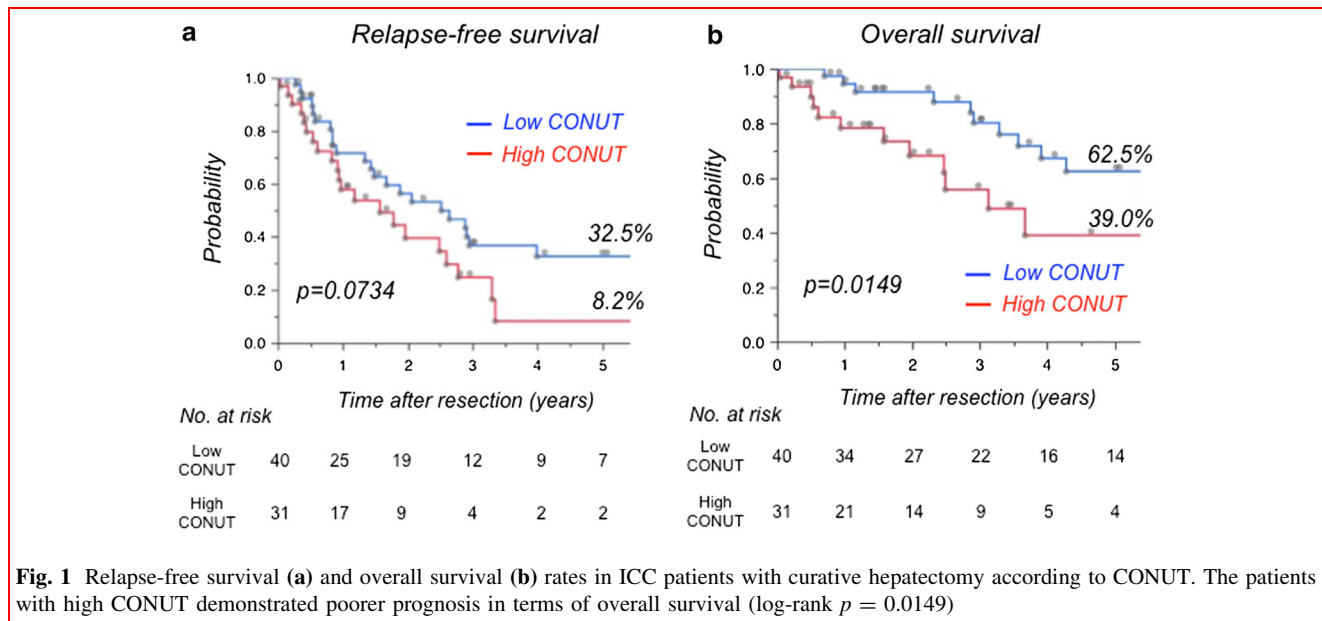 a
Relapse-free survival
1.0
0.8
0.6
0.4
0.2
0.0
Probability
Low CONUT
High CONUT
32.5%
8.2%
p=0.0734
0 1 2 3 4 5
Time after resection (years)
No. at risk
Low CONUT 40 25 19 12 9 7
High CONUT 31 17 9 4 2 2
b
Overall survival
1.0
0.8
0.6
0.4
0.2
0.0
Probability
62.5%
39.0%
Low CONUT
High CONUT
p=0.0149
0 1 2 3 4 5
Time after resection (years)
No. at risk
Low CONUT 40 34 27 22 16 14
High CONUT 31 21 14 9 5 4
Fig. 1 Relapse-free survival (a) and overall survival (b) rates in ICC patients with curative hepatectomy according to CONUT. The patients
with high CONUT demonstrated poorer prognosis in terms of overall survival (log-rank p = 0.0149)